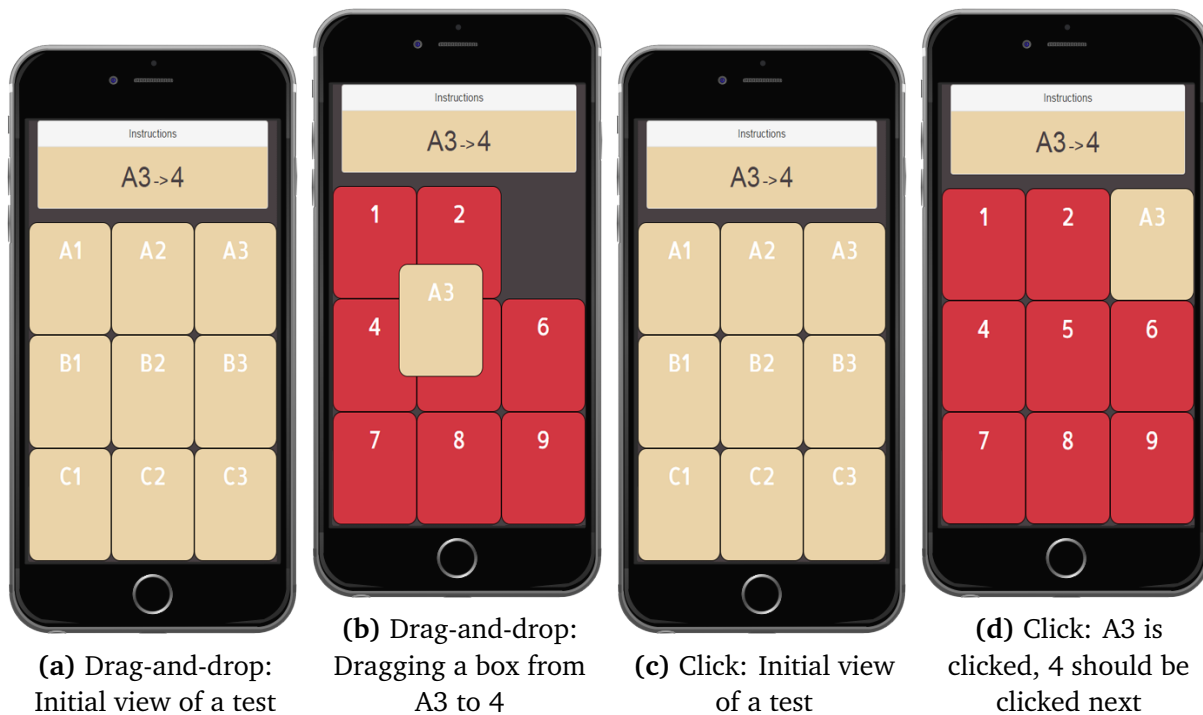 Instructions
A3->4
A1 A2 A3
B1 B2 B3
C1 C2 C3
(a) Drag-and-drop:
Initial view of a test
Instructions
A3->4
1 2
A3
4 6
7 8 9
(b) Drag-and-drop:
Dragging a box from
A3 to 4
Instructions
A3->4
A1 A2 A3
B1 B2 B3
C1 C2 C3
(c) Click: Initial view
of a test
Instructions
A3->4
1 2 A3
4 5 6
7 8 9
(d) Click: A3 is
clicked, 4 should be
clicked next